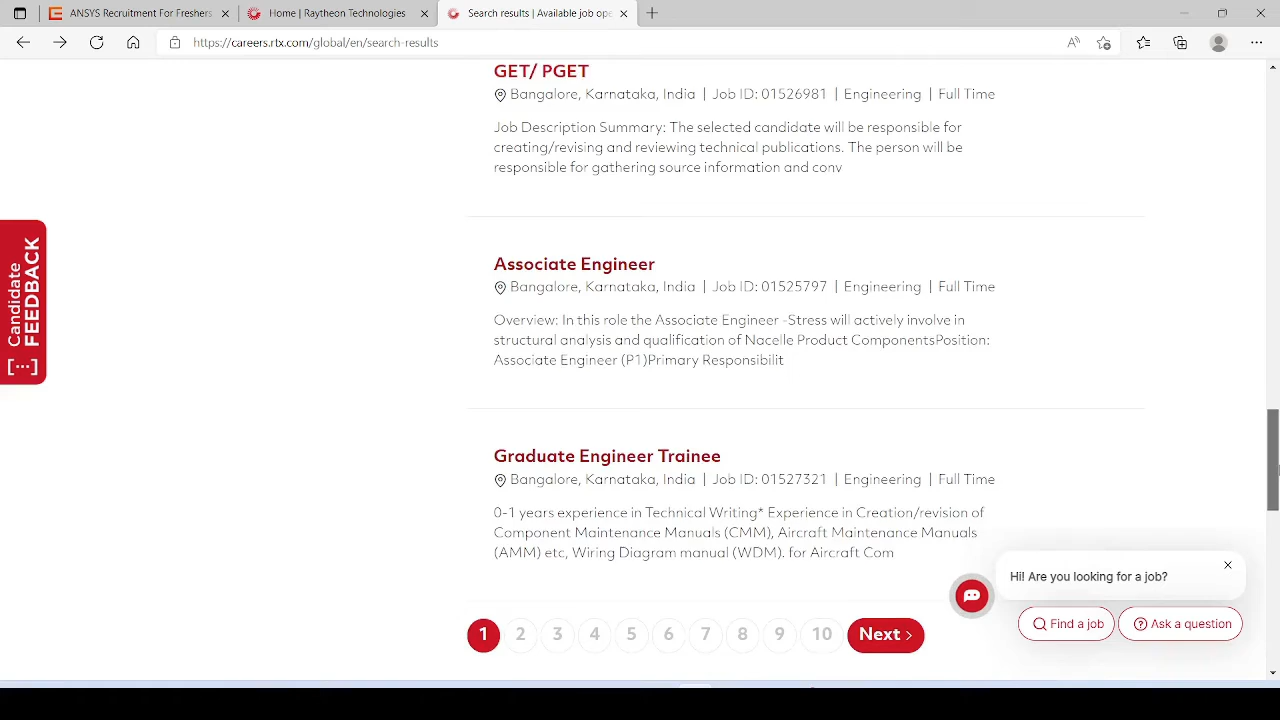 ANSYS Recruitment For Freshers
Home | Raytheon Technologies
Search results | Available job ope
https://careers.rtx.com/global/en/search-results
GET/ PGET
Bangalore, Karnataka, India | Job ID: 01526981 | Engineering | Full Time
Job Description Summary: The selected candidate will be responsible for
creating/revising and reviewing technical publications. The person will be
responsible for gathering source information and conv
Candidate
FEEDBACK
Associate Engineer
Bangalore, Karnataka, India | Job ID: 01525797 | Engineering | Full Time
Overview: In this role the Associate Engineer -Stress will actively involve in
structural analysis and qualification of Nacelle Product ComponentsPosition:
Associate Engineer (P1)Primary Responsibilit
Graduate Engineer Trainee
Bangalore, Karnataka, India | Job ID: 01527321 | Engineering | Full Time
0-1 years experience in Technical Writing* Experience in Creation/revision of
Component Maintenance Manuals (CMM), Aircraft Maintenance Manuals
(AMM) etc, Wiring Diagram manual (WDM). for Aircraft Com
Hi! Are you looking for a job?
Find a job
Ask a question
1 2 3 4 5 6 7 8 9 10 Next >